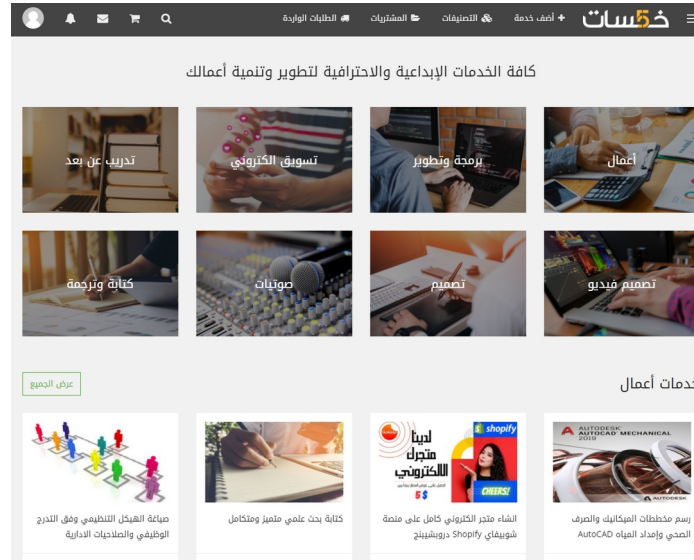 خمسات
أضف خدمة
التصنيفات
المشتريات
الطلبات الواردة
كافة الخدمات الإبداعية والاحترافية لتطوير وتنمية أعمالك
أعمال
برمجة وتطوير
تسويق الكتروني
تدريب عن بعد
تصميم فيديو
تصميم
صوتيات
كتابة وترجمة
خدمات أعمال
عرض الجميع
AUTODESK
AUTOCAD MECHANICAL
2019
AUTODESK
shopify
لدينا
متجرك
الالكتروني
5$
CHEERS!
رسم مخططات الميكانيك والصرف
الصحي وإمداد المياه AutoCAD
انشاء متجر الكتروني كامل على منصة
شوبيفاي Shopify دروبشيبنج
كتابة بحث علمي متميز ومتكامل
صياغة الهيكل التنظيمي وفق التدرج
الوظيفي والصلاحيات الادارية